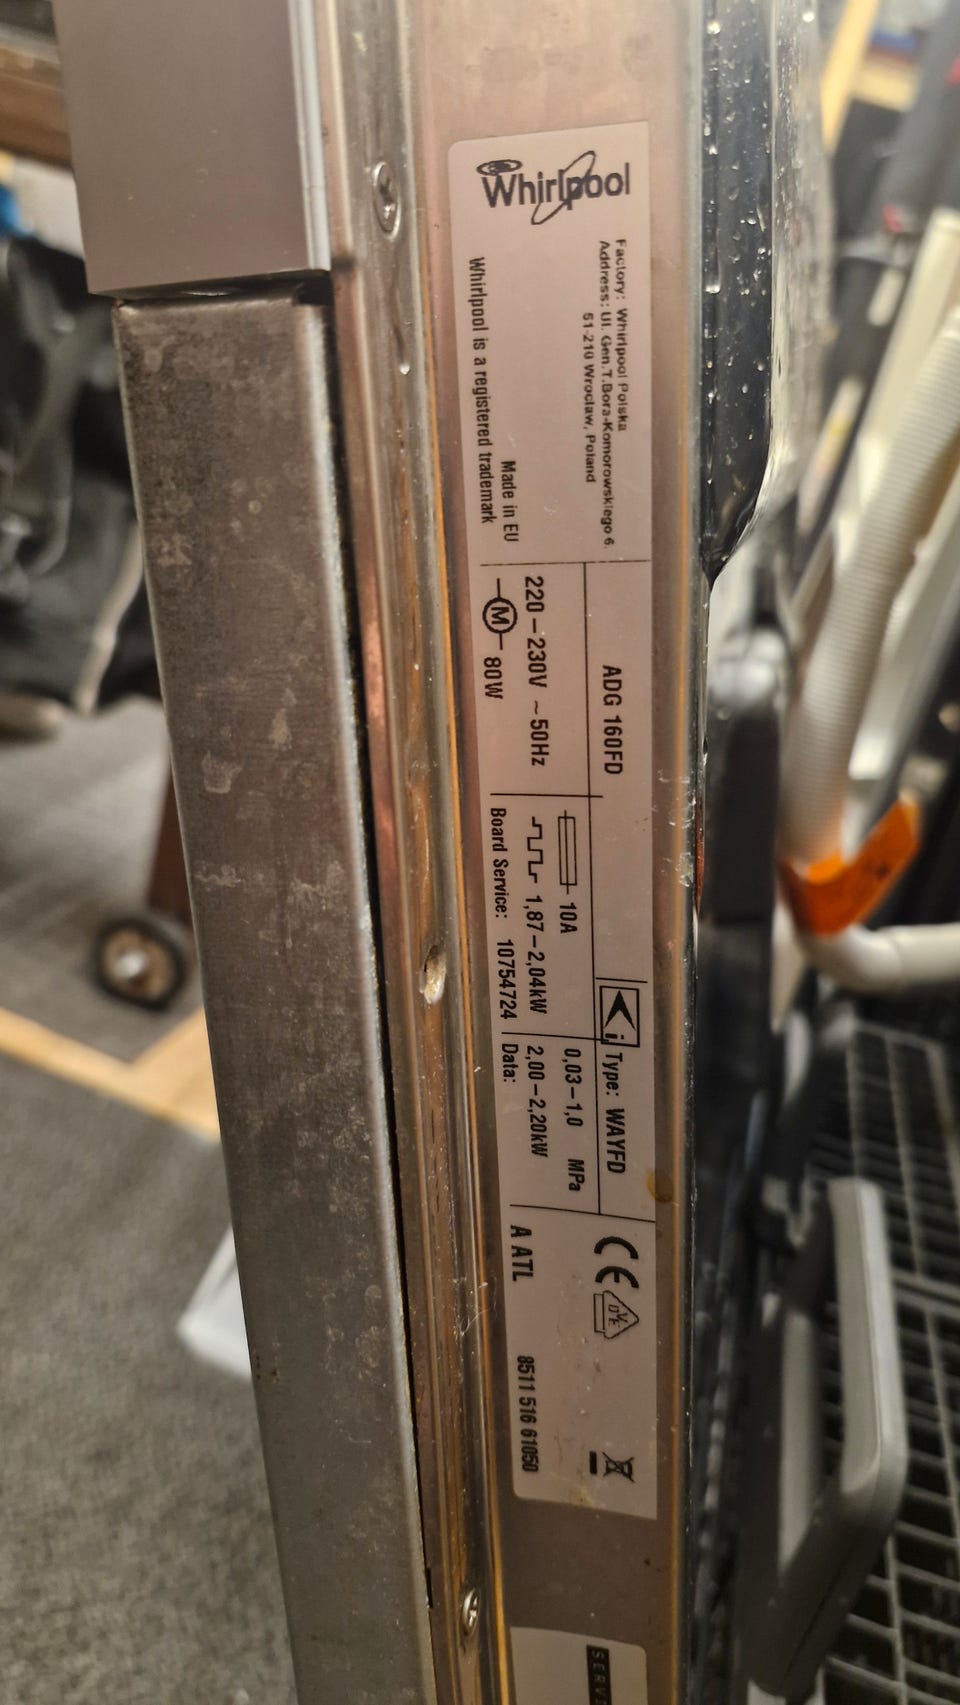 Whirlpool
Factory: Whirlpool Polska
Address: Ul. Gen.T.Bora-Komorowskiego 6.
51-210 Wroclaw, Poland
Made in EU
Whirlpool is a registered trademark
ADG 160FD
220-230V ~50Hz
M 80W
10A
1,87-2,04kW
Board Service: 10754724
i Type: WAYFD
0,03-1,0 MPa
2,00-2,20kW
Data:
CE
A ATL
8511 516 61050